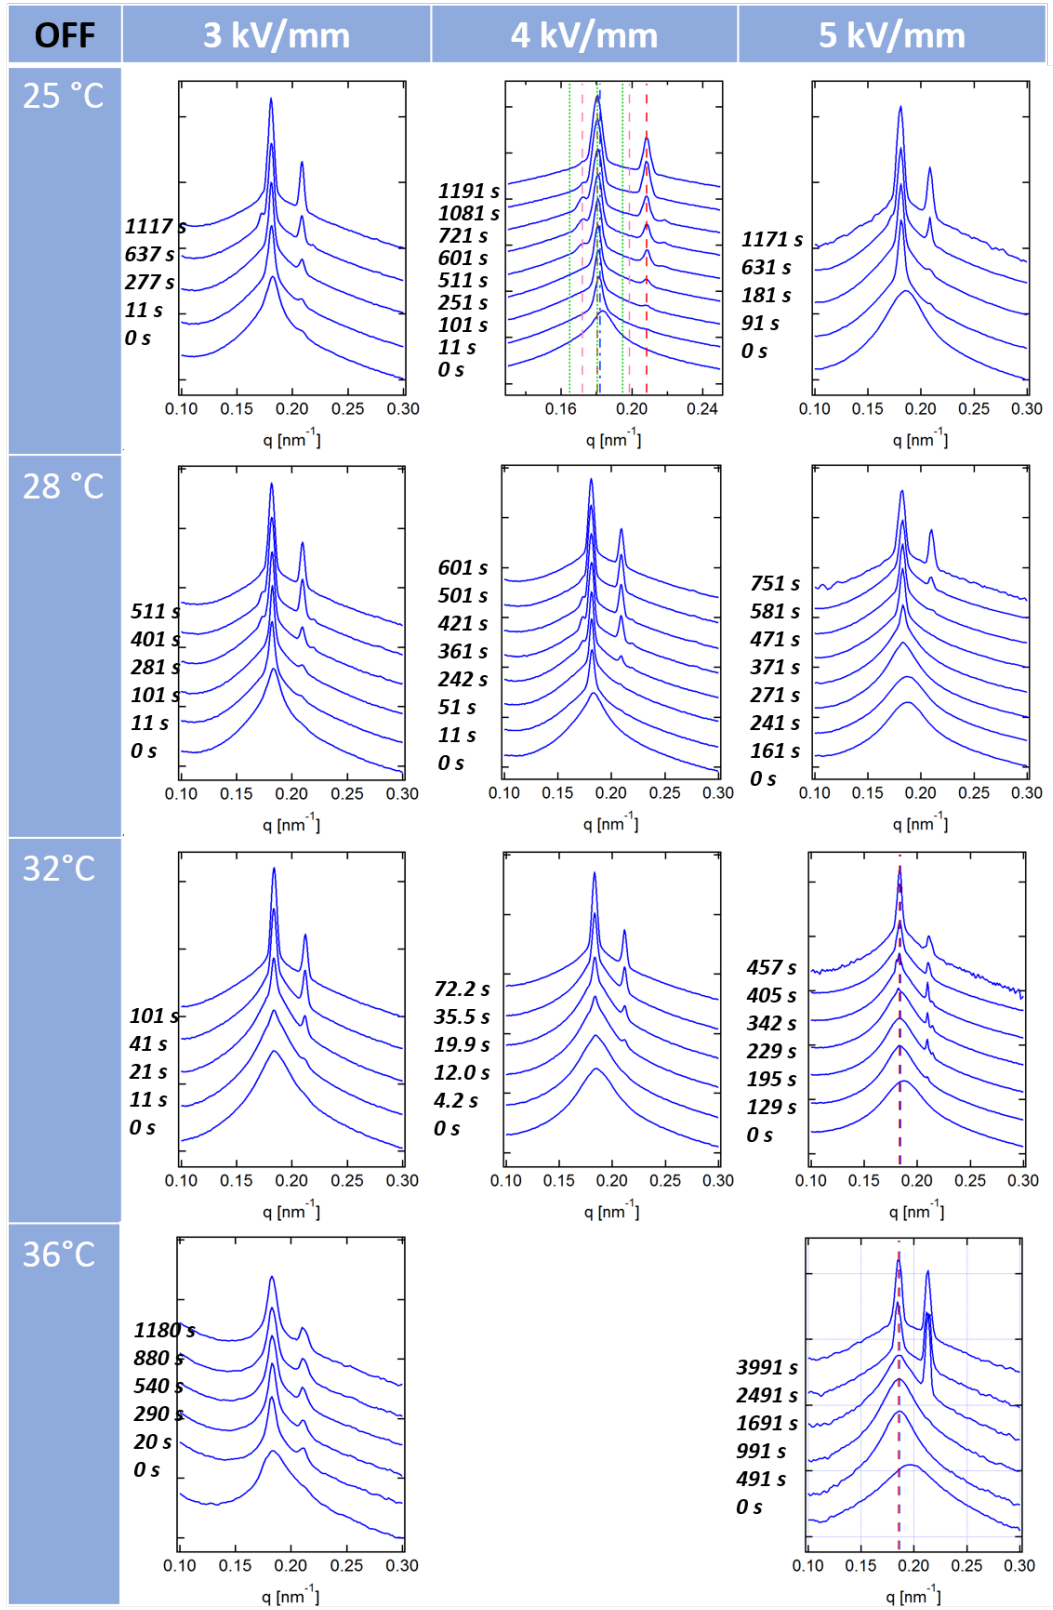 OFF 3 kV/mm 4 kV/mm 5 kV/mm
25 °C
1117 s
637 s
277 s
11 s
0 s
0.10 0.15 0.20 0.25 0.30
q [nm-1]
1191 s
1081 s
721 s
601 s
511 s
251 s
101 s
11 s
0 s
0.16 0.20 0.24
q [nm-1]
1171 s
631 s
181 s
91 s
0 s
0.10 0.15 0.20 0.25 0.30
q [nm-1]
28 °C
511 s
401 s
281 s
101 s
11 s
0 s
0.10 0.15 0.20 0.25 0.30
q [nm-1]
601 s
501 s
421 s
361 s
242 s
51 s
11 s
0 s
0.10 0.15 0.20 0.25 0.30
q [nm-1]
751 s
581 s
471 s
371 s
271 s
241 s
161 s
0 s
0.10 0.15 0.20 0.25 0.30
q [nm-1]
32°C
101 s
41 s
21 s
11 s
0 s
0.10 0.15 0.20 0.25 0.30
q [nm-1]
72.2 s
35.5 s
19.9 s
12.0 s
4.2 s
0 s
0.10 0.15 0.20 0.25 0.30
q [nm-1]
457 s
405 s
342 s
229 s
195 s
129 s
0 s
0.10 0.15 0.20 0.25 0.30
q [nm-1]
36°C
1180 s
880 s
540 s
290 s
20 s
0 s
0.10 0.15 0.20 0.25 0.30
q [nm-1]
3991 s
2491 s
1691 s
991 s
491 s
0 s
0.10 0.15 0.20 0.25 0.30
q [nm-1]